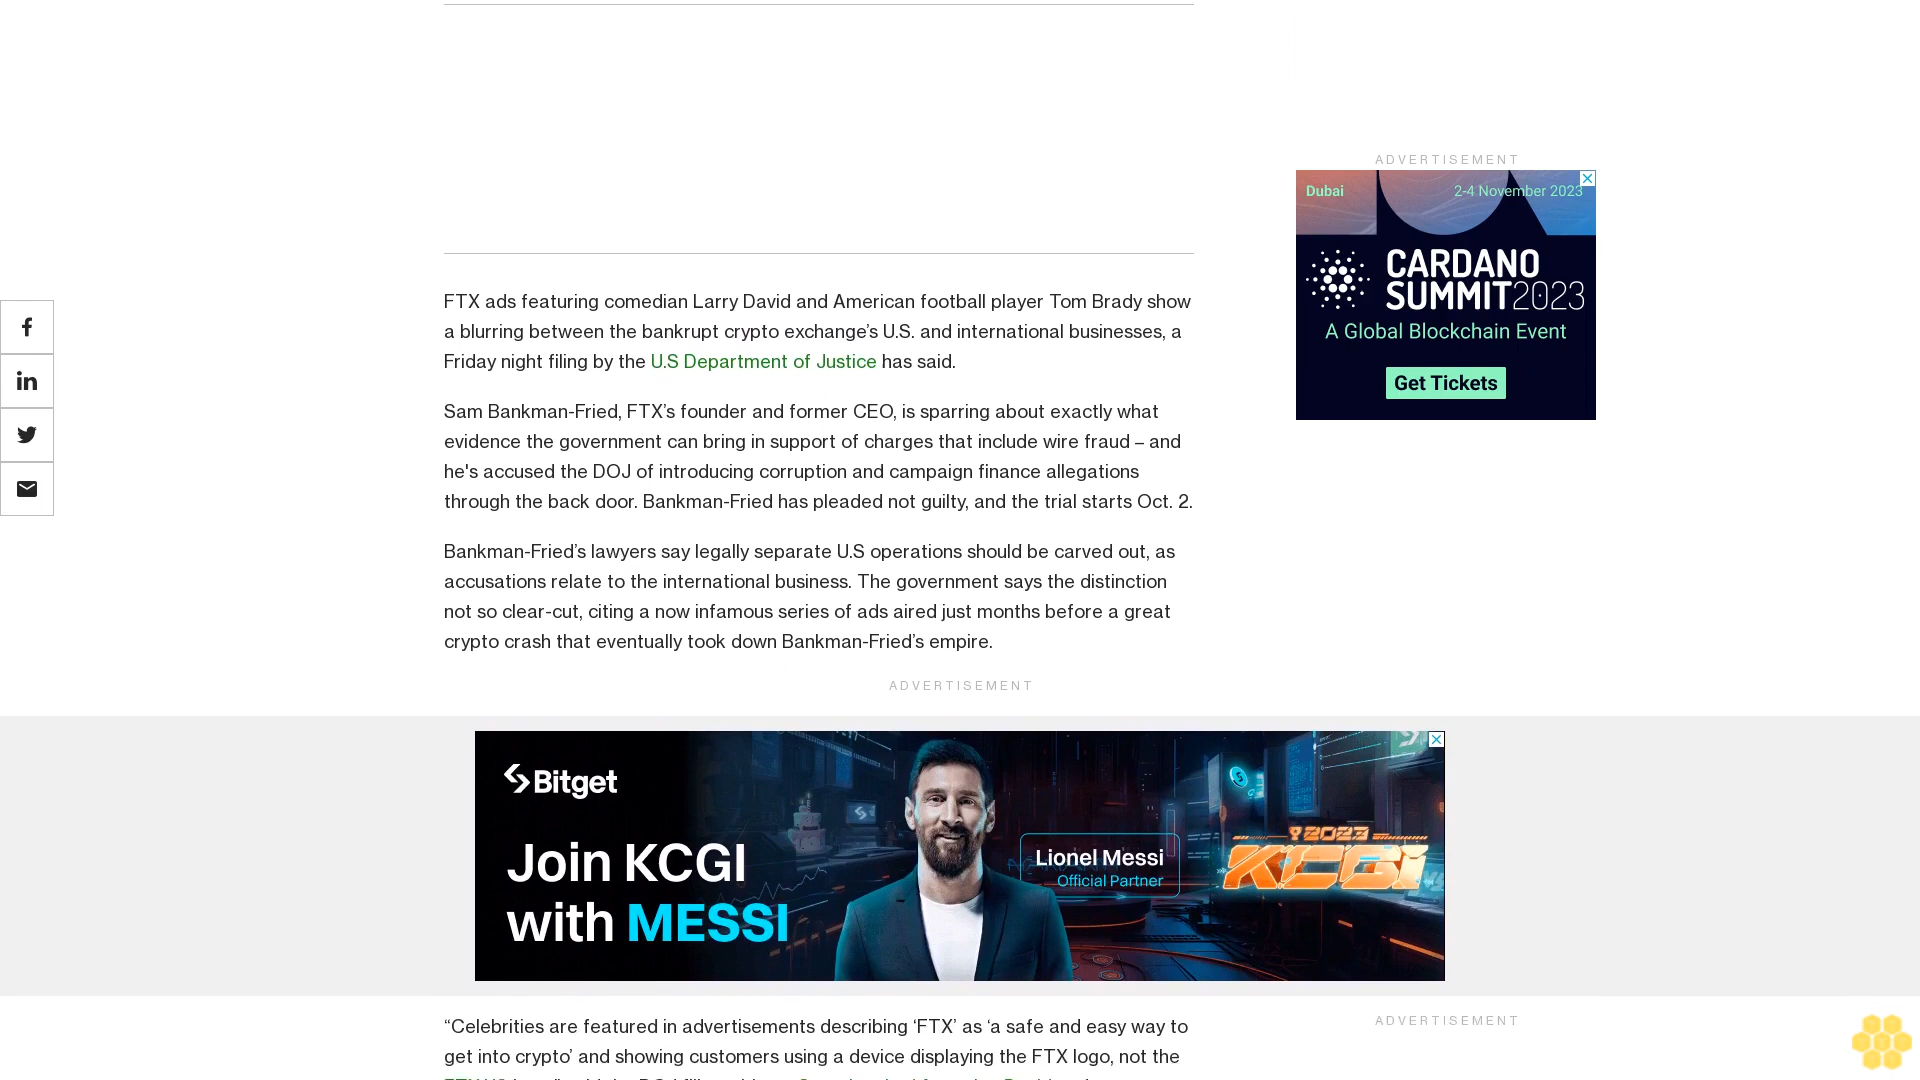 ADVERTISEMENT
Dubai
2-4 November 2023
CARDANO
SUMMIT2023
A Global Blockchain Event
Get Tickets
FTX ads featuring comedian Larry David and American football player Tom Brady show
a blurring between the bankrupt crypto exchange’s U.S. and international businesses, a
Friday night filing by the U.S Department of Justice has said.
Sam Bankman-Fried, FTX’s founder and former CEO, is sparring about exactly what
evidence the government can bring in support of charges that include wire fraud – and
he's accused the DOJ of introducing corruption and campaign finance allegations
through the back door. Bankman-Fried has pleaded not guilty, and the trial starts Oct. 2.
Bankman-Fried’s lawyers say legally separate U.S operations should be carved out, as
accusations relate to the international business. The government says the distinction
not so clear-cut, citing a now infamous series of ads aired just months before a great
crypto crash that eventually took down Bankman-Fried’s empire.
ADVERTISEMENT
Bitget
Join KCGI
with MESSI
Lionel Messi
Official Partner
2023
KCGI
“Celebrities are featured in advertisements describing ‘FTX’ as ‘a safe and easy way to
get into crypto’ and showing customers using a device displaying the FTX logo, not the
ADVERTISEMENT